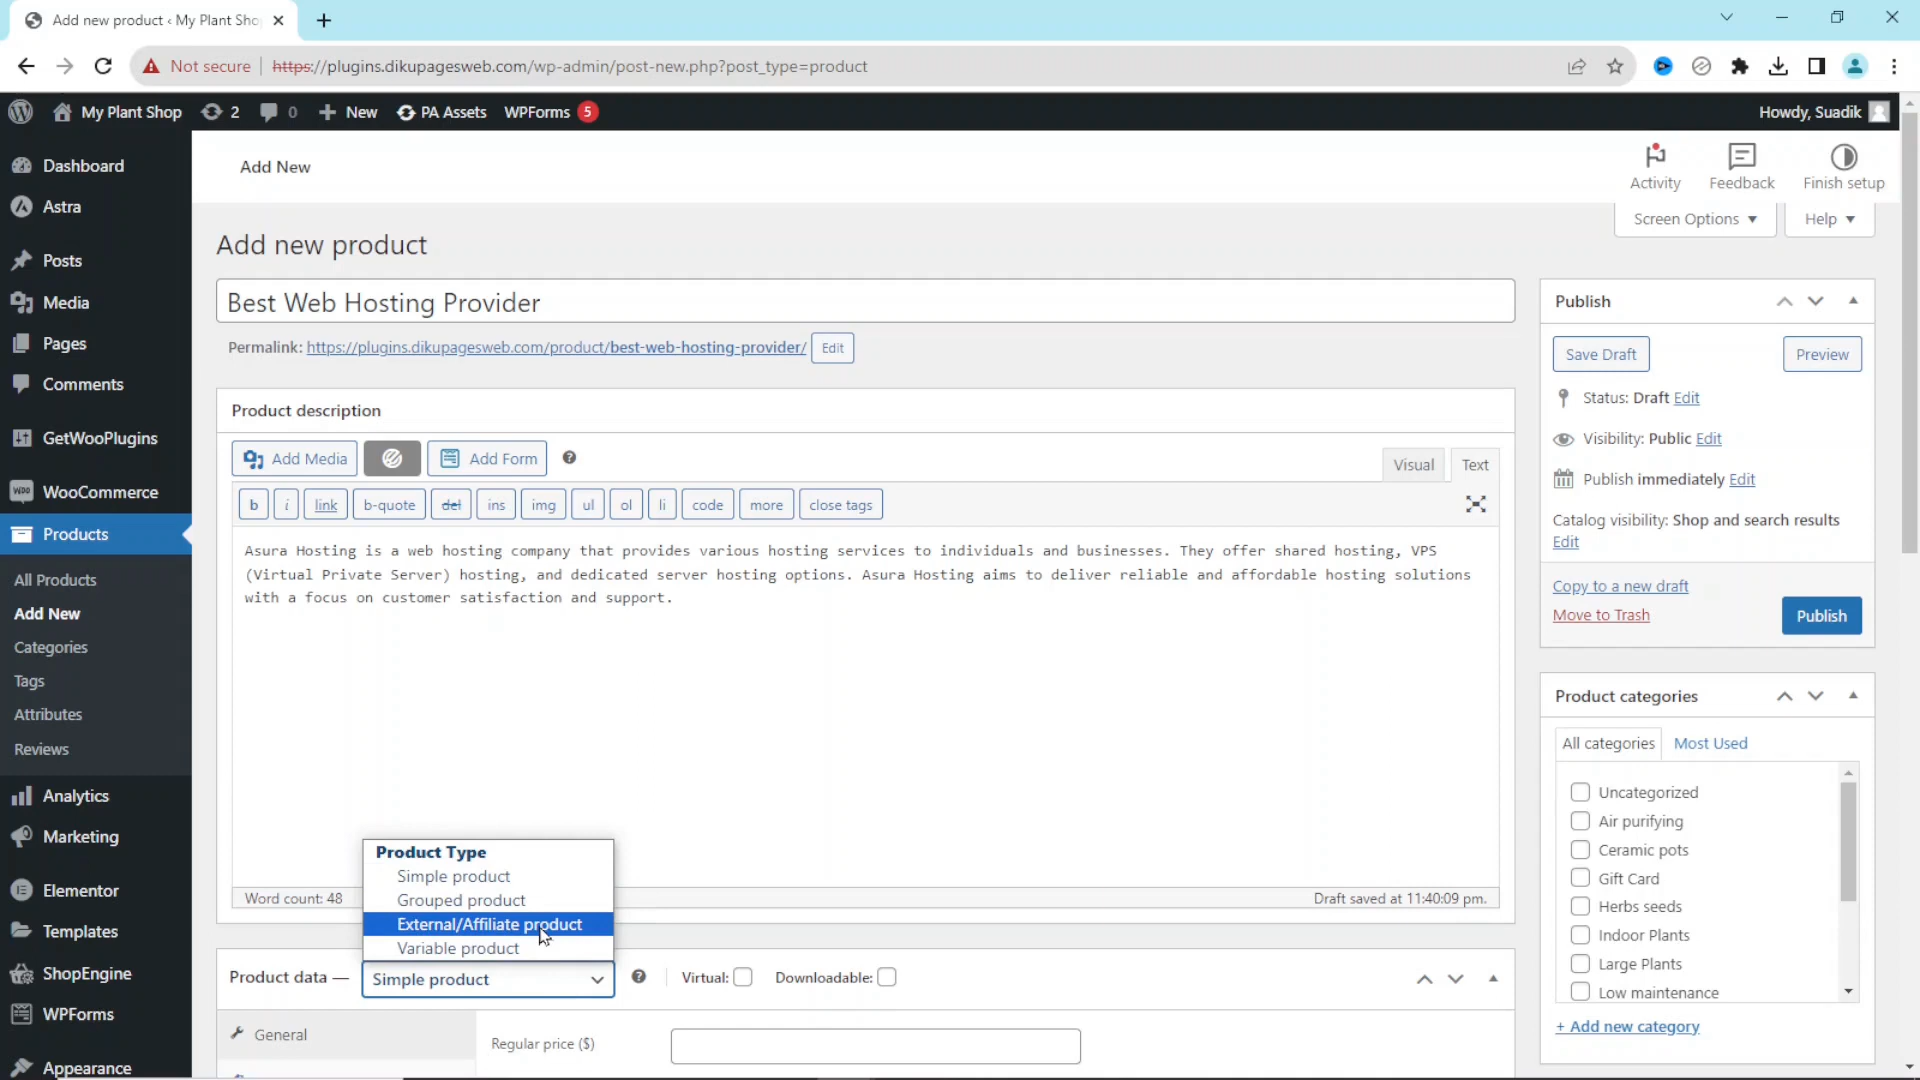 Add new product ‹ My Plant Sho
Not secure https://plugins.dikupagesweb.com/wp-admin/post-new.php?post_type=product
My Plant Shop 2 0 New PA Assets WPForms 5 Howdy, Suadik
Add New
Activity Feedback Finish setup
Screen Options Help
Dashboard
Astra
Posts
Media
Pages
Comments
GetWooPlugins
WooCommerce
Products
All Products
Add New
Categories
Tags
Attributes
Reviews
Analytics
Marketing
Elementor
Templates
ShopEngine
WPForms
Appearance
Add new product
Best Web Hosting Provider
Permalink: https://plugins.dikupagesweb.com/product/best-web-hosting-provider/ Edit
Product description
Add Media Add Form Visual Text
b i link b-quote del ins img ul ol li code more close tags
Asura Hosting is a web hosting company that provides various hosting services to individuals and businesses. They offer shared hosting, VPS
(Virtual Private Server) hosting, and dedicated server hosting options. Asura Hosting aims to deliver reliable and affordable hosting solutions
with a focus on customer satisfaction and support.
Word count: 48 Draft saved at 11:40:09 pm.
Product Type
Simple product
Grouped product
External/Affiliate product
Variable product
Product data — Simple product Virtual: Downloadable:
General
Regular price ($)
Publish
Save Draft Preview
Status: Draft Edit
Visibility: Public Edit
Publish immediately Edit
Catalog visibility: Shop and search results
Edit
Copy to a new draft
Move to Trash Publish
Product categories
All categories Most Used
Uncategorized
Air purifying
Ceramic pots
Gift Card
Herbs seeds
Indoor Plants
Large Plants
Low maintenance
+ Add new category